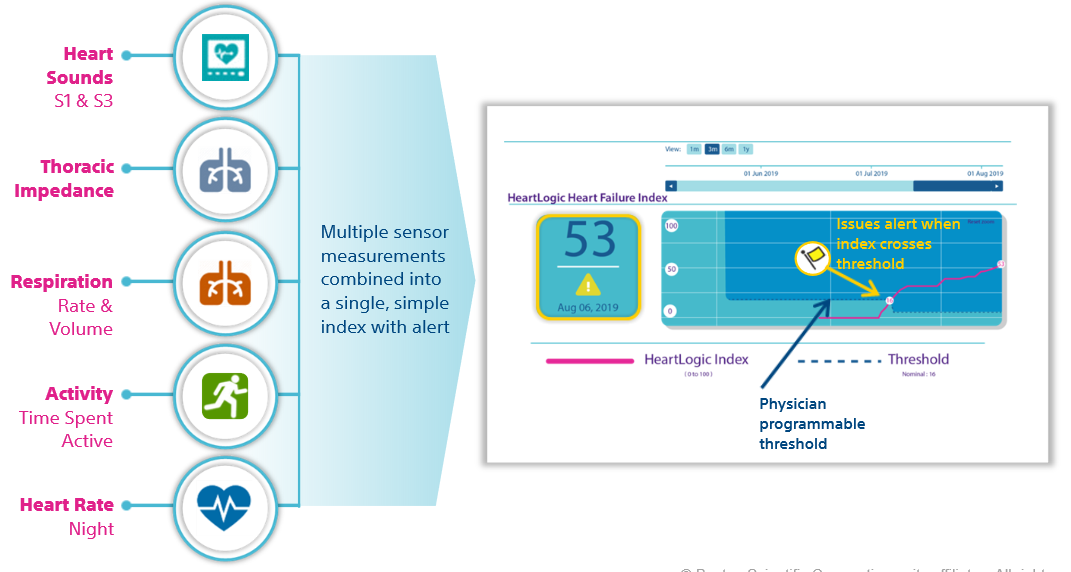 Heart
Sounds
S1 & S3
Thoracic
Impedance
Respiration
Rate &
Volume
Activity
Time Spent
Active
Heart Rate
Night
Multiple sensor
measurements
combined into
a single, simple
index with alert
View: 1m 3m 6m 1y
01 Jun 2019 01 Jul 2019 01 Aug 2019
HeartLogic Heart Failure Index
53
Aug 06, 2019
100
50
0
Issues alert when
index crosses
threshold
16
HeartLogic Index
( 0 to 100 )
Threshold
Nominal : 16
Physician
programmable
threshold